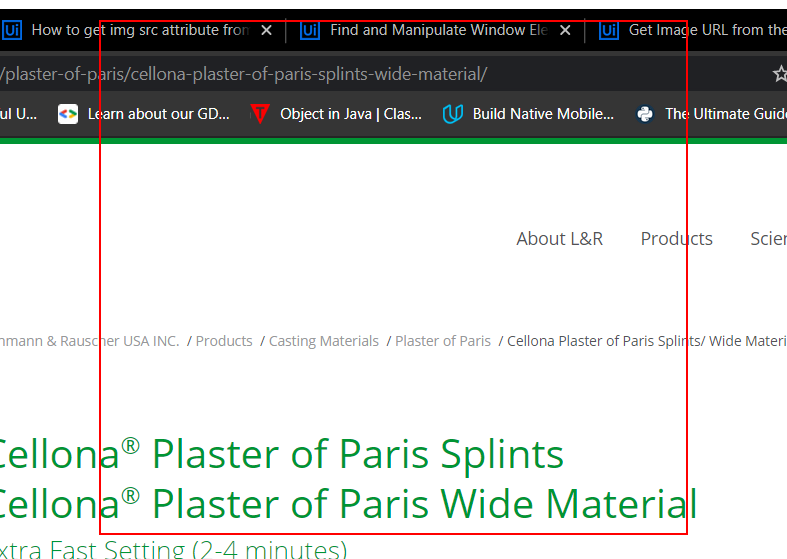 Ui How to get img src attribute from Ui Find and Manipulate Window Ele Ui Get Image URL from the
/plaster-of-paris/cellona-plaster-of-paris-splints-wide-material/
ul U... Learn about our GD... T Object in Java | Clas... Build Native Mobile... The Ultimate Guide
About L&R Products Scien
hmann & Rauscher USA INC. / Products / Casting Materials / Plaster of Paris / Cellona Plaster of Paris Splints/ Wide Materi
Cellona® Plaster of Paris Splints
Cellona® Plaster of Paris Wide Material
xtra Fast Setting (2-4 minutes)